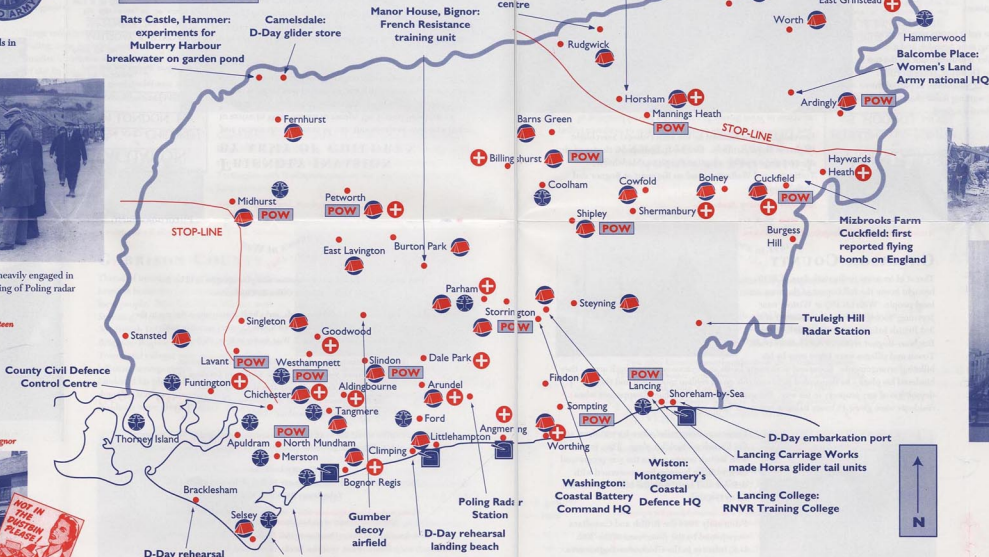 centre
Rats Castle, Hammer:
experiments for
Mulberry Harbour
breakwater on garden pond
Camelsdale:
D-Day glider store
Manor House, Bignor:
French Resistance
training unit
Rudgwick
Worth
East Grinstead
Hammerwood
Balcombe Place:
Women's Land
Army national HQ
Horsham
Mannings Heath
POW
Ardingly
POW
STOP-LINE
Fernhurst
Barns Green
Billingshurst
POW
Haywards
Heath
Midhurst
POW
Petworth
POW
Coolham
Cowfold
Bolney
Cuckfield
POW
Shermanbury
Shipley
POW
Burgess
Hill
Mizbrooks Farm
Cuckfield: first
reported flying
bomb on England
STOP-LINE
East Lavington
Burton Park
heavily engaged in
ing of Poling radar
Parham
Storrington
POW
Steyning
Truleigh Hill
Radar Station
Stansted
Singleton
Goodwood
Lavant
POW
Westhampnett
POW
Slindon
POW
Dale Park
County Civil Defence
Control Centre
Funtington
Chichester
Aldingbourne
Arundel
Findon
POW
Lancing
Shoreham-by-Sea
Thorney Island
Tangmere
Ford
Sompting
POW
Apuldram
POW
North Mundham
Merston
Climping
Littlehampton
Angmering
Worthing
Bognor Regis
D-Day embarkation port
Lancing Carriage Works
made Horsa glider tail units
Bracklesham
Selsey
Gumber
decoy
airfield
Poling Radar
Station
D-Day rehearsal
landing beach
Washington:
Coastal Battery
Command HQ
Wiston:
Montgomery's
Coastal
Defence HQ
Lancing College:
RNVR Training College
N
NOT IN
THE
DUSTBIN
PLEASE!
D-Day rehearsal